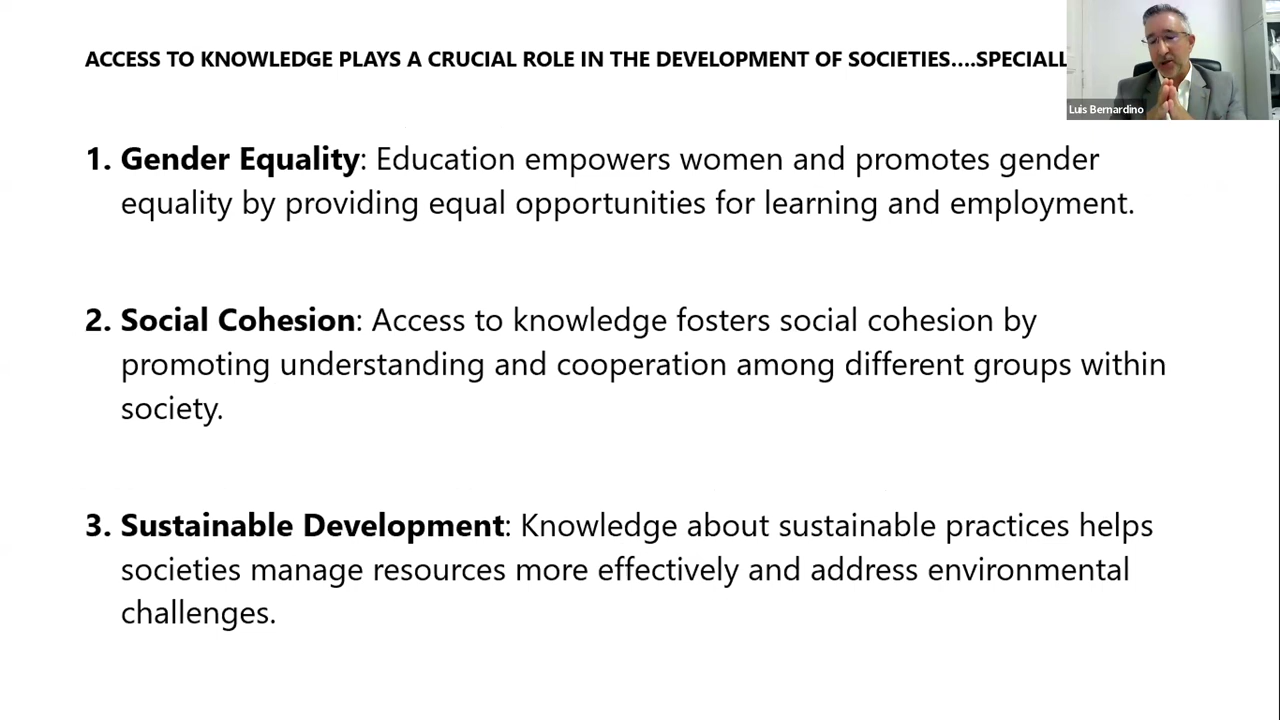 ACCESS TO KNOWLEDGE PLAYS A CRUCIAL ROLE IN THE DEVELOPMENT OF SOCIETIES....SPECIALL
Luis Bernardino
1. Gender Equality: Education empowers women and promotes gender
equality by providing equal opportunities for learning and employment.
2. Social Cohesion: Access to knowledge fosters social cohesion by
promoting understanding and cooperation among different groups within
society.
3. Sustainable Development: Knowledge about sustainable practices helps
societies manage resources more effectively and address environmental
challenges.